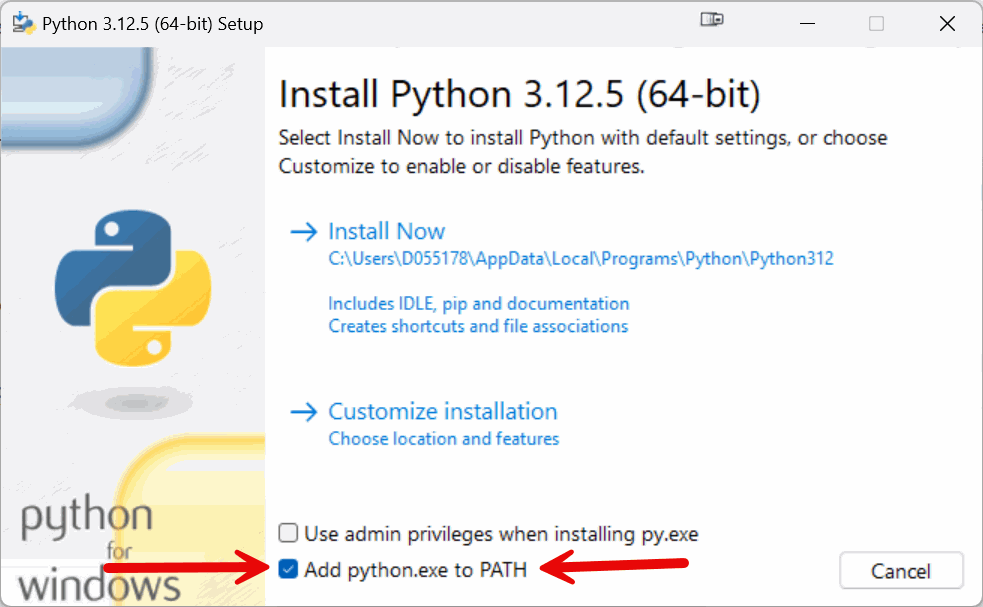 Python 3.12.5 (64-bit) Setup
Install Python 3.12.5 (64-bit)
Select Install Now to install Python with default settings, or choose
Customize to enable or disable features.
Install Now
C:\Users\D055178\AppData\Local\Programs\Python\Python312
Includes IDLE, pip and documentation
Creates shortcuts and file associations
Customize installation
Choose location and features
python
for
windows
Use admin privileges when installing py.exe
Add python.exe to PATH
Cancel